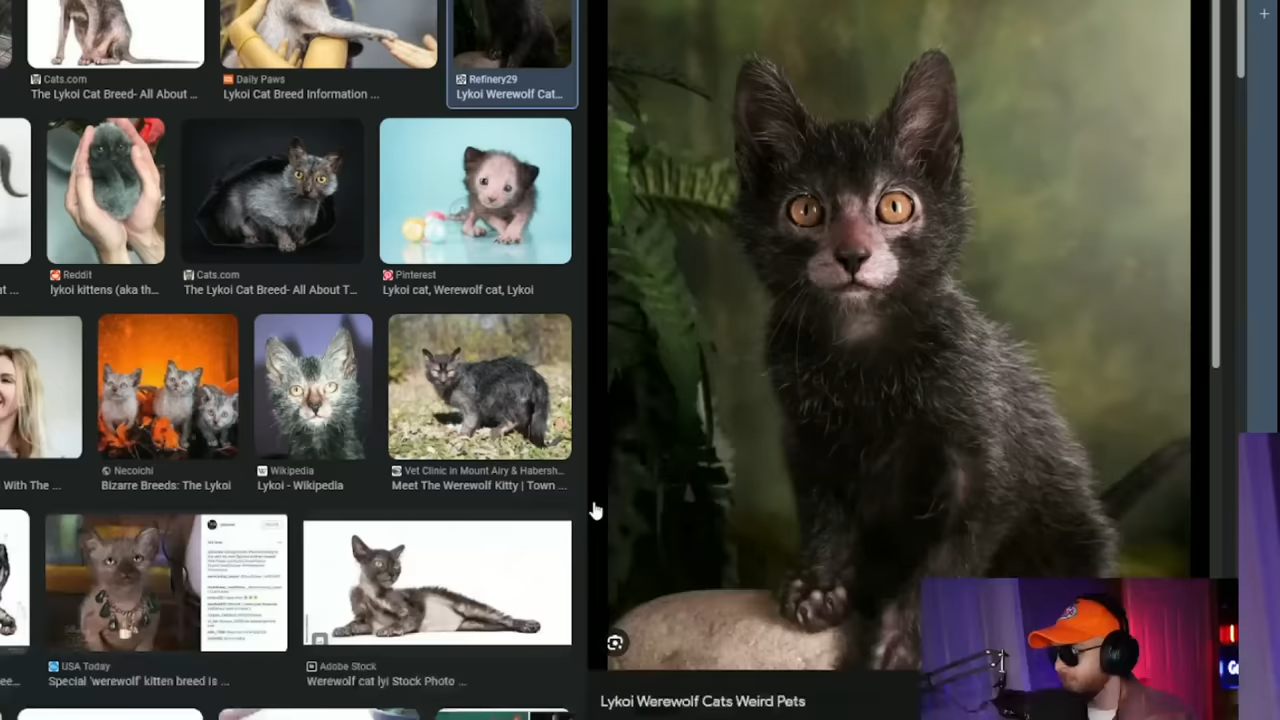 Cats.com
The Lykoi Cat Breed- All About ...
Daily Paws
Lykoi Cat Breed Information ...
Refinery29
Lykoi Werewolf Cat...
at ...
Reddit
lykoi kittens (aka th...
Cats.com
The Lykoi Cat Breed- All About T...
Pinterest
Lykoi cat, Werewolf cat, Lykoi
With The ...
Necoichi
Bizarre Breeds: The Lykoi
Wikipedia
Lykoi - Wikipedia
Vet Clinic in Mount Airy & Habersh...
Meet The Werewolf Kitty | Town ...
ee...
USA Today
Special 'werewolf' kitten breed is ...
Adobe Stock
Werewolf cat lyi Stock Photo ...
Lykoi Werewolf Cats Weird Pets